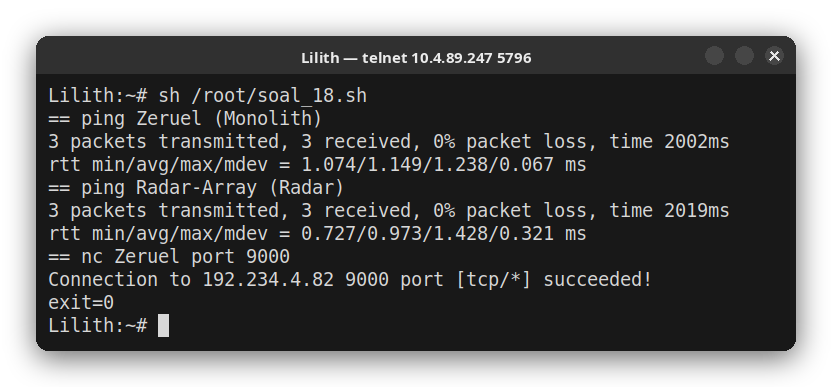 Lilith — telnet 10.4.89.247 5796
Lilith:~# sh /root/soal_18.sh
== ping Zeruel (Monolith)
3 packets transmitted, 3 received, 0% packet loss, time 2002ms
rtt min/avg/max/mdev = 1.074/1.149/1.238/0.067 ms
== ping Radar-Array (Radar)
3 packets transmitted, 3 received, 0% packet loss, time 2019ms
rtt min/avg/max/mdev = 0.727/0.973/1.428/0.321 ms
== nc Zeruel port 9000
Connection to 192.234.4.82 9000 port [tcp/*] succeeded!
exit=0
Lilith:~#